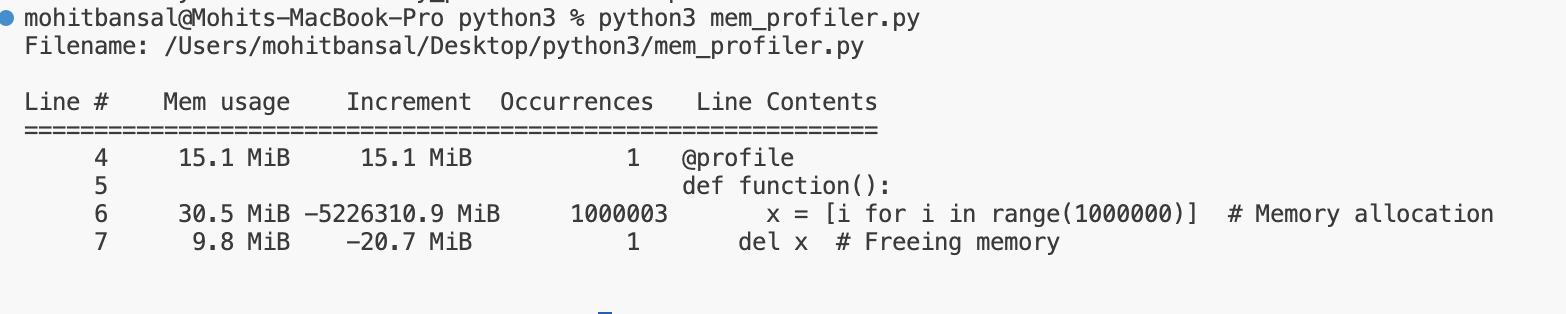 mohitbansal@Mohits-MacBook-Pro python3 % python3 mem_profiler.py
Filename: /Users/mohitbansal/Desktop/python3/mem_profiler.py
Line #    Mem usage    Increment  Occurrences   Line Contents
=============================================================
     4     15.1 MiB     15.1 MiB           1   @profile
     5                                         def function():
     6     30.5 MiB -5226310.9 MiB     1000003       x = [i for i in range(1000000)]  # Memory allocation
     7      9.8 MiB    -20.7 MiB           1       del x  # Freeing memory